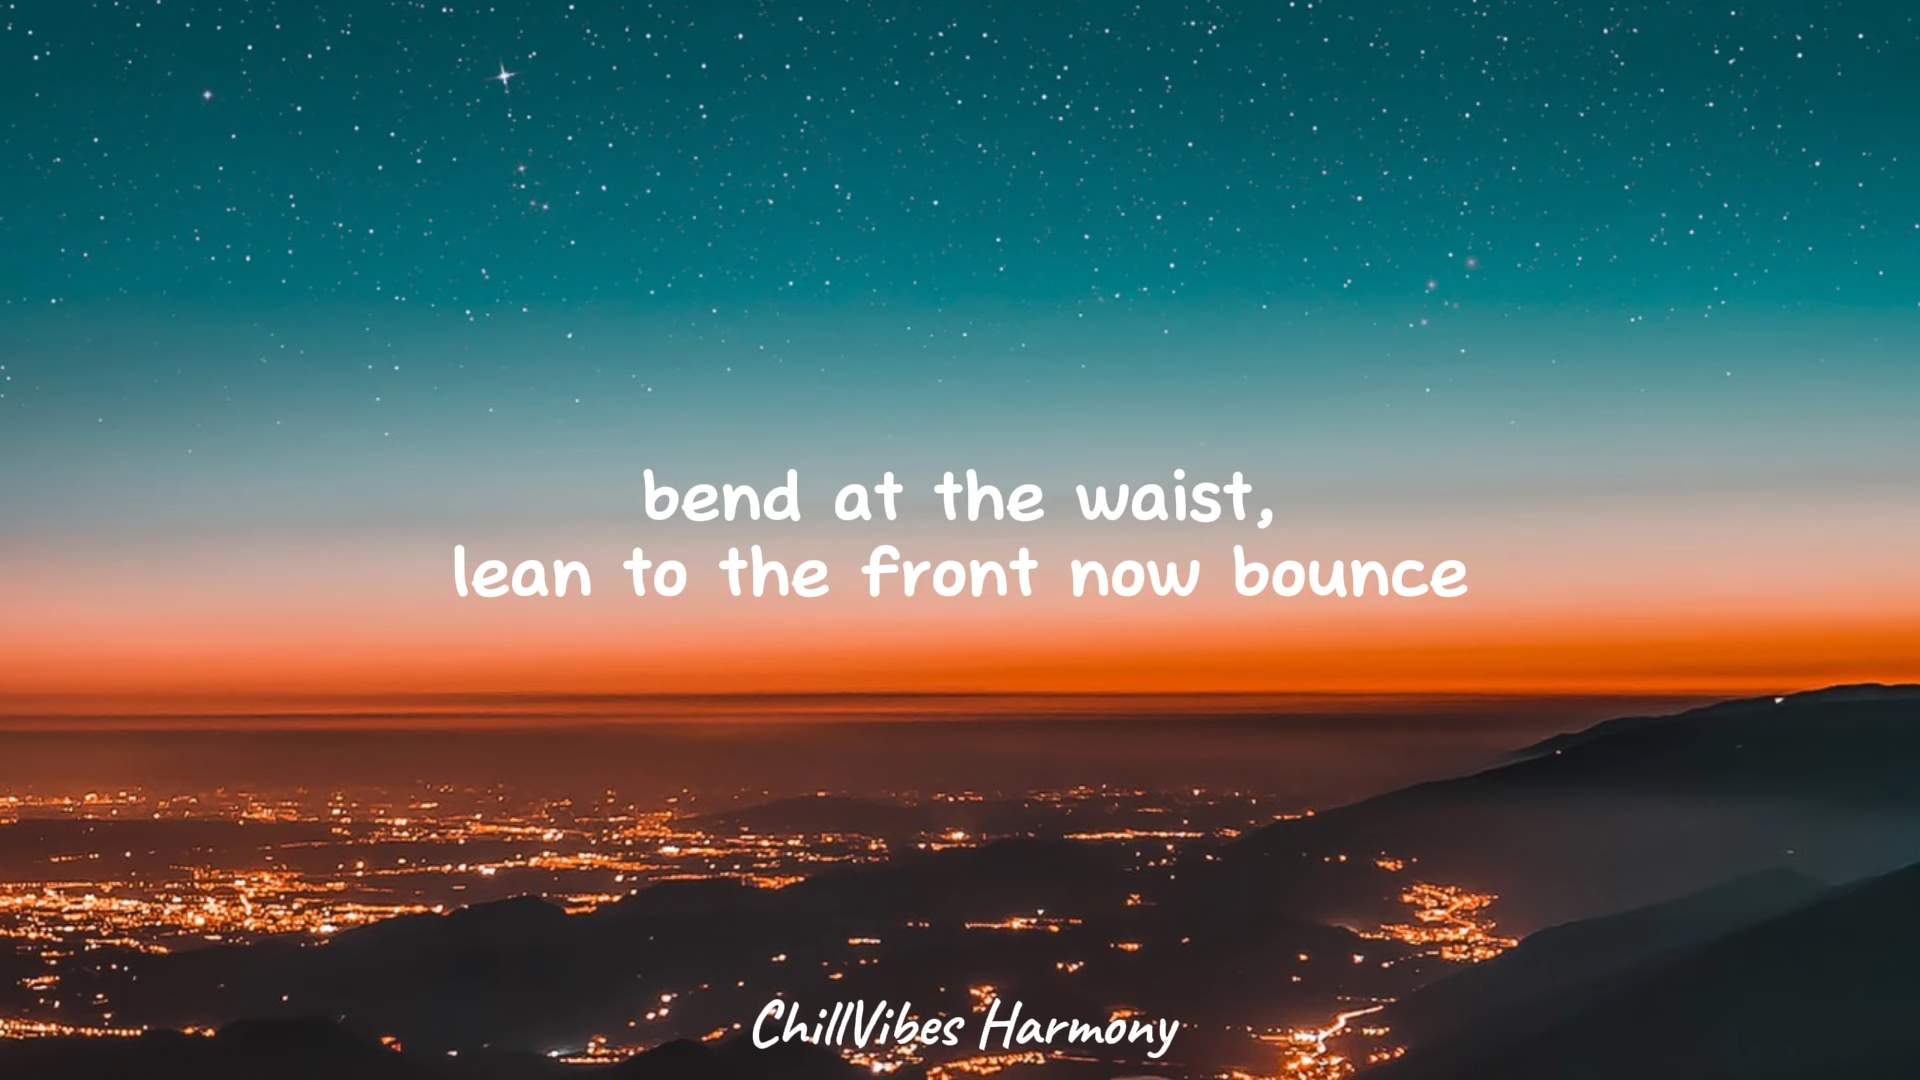 bend at the waist,
lean to the front now bounce
ChillVibes Harmony